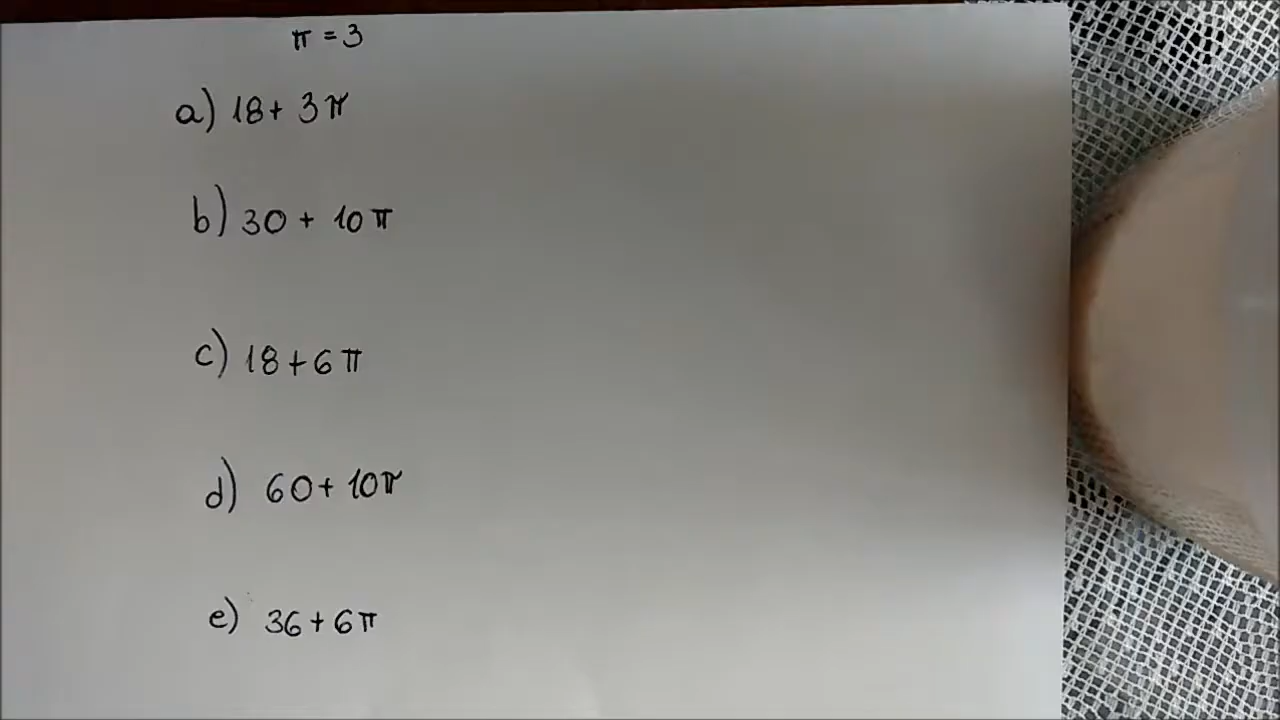 π = 3
a) 18 + 3π
b) 30 + 10π
c) 18 + 6π
d) 60 + 10π
e) 36 + 6π